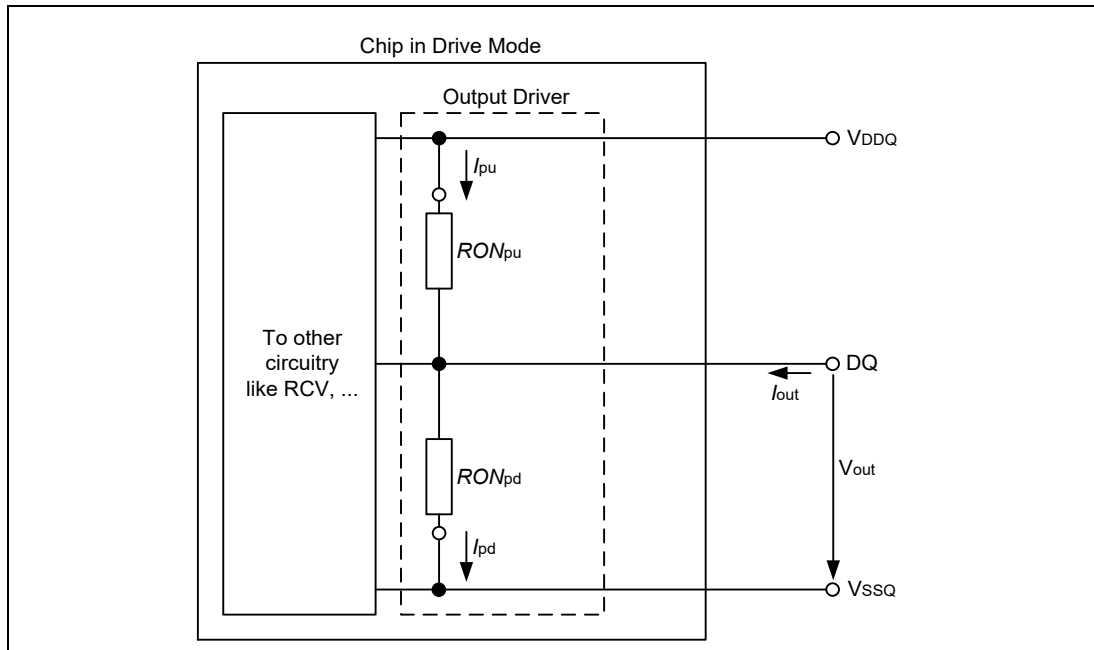 Chip in Drive Mode
Output Driver
VDDQ
Ipu
RONpu
To other
circuitry
like RCV, ...
DQ
Iout
RONpd
Vout
Ipd
VSSQ